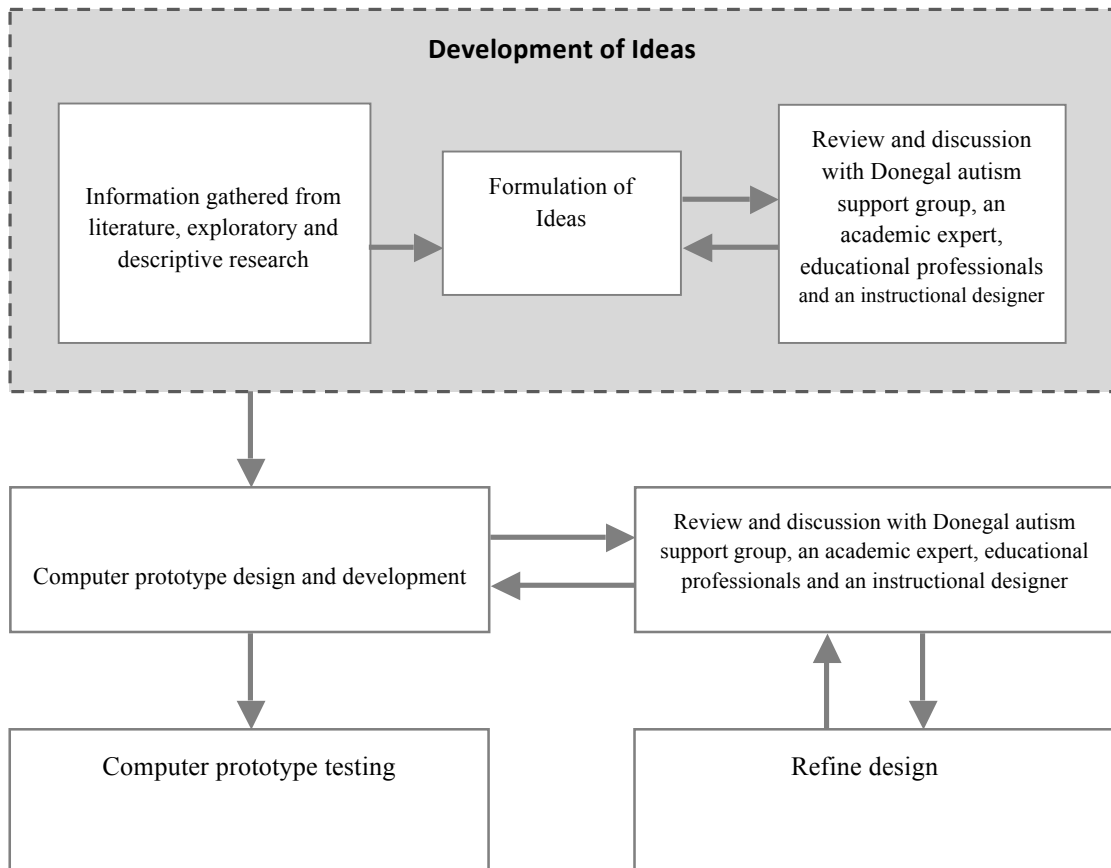 Development of Ideas
Information gathered from
literature, exploratory and
descriptive research
Formulation of
Ideas
Review and discussion
with Donegal autism
support group, an
academic expert,
educational professionals
and an instructional designer
Computer prototype design and development
Review and discussion with Donegal autism
support group, an academic expert, educational
professionals and an instructional designer
Computer prototype testing
Refine design